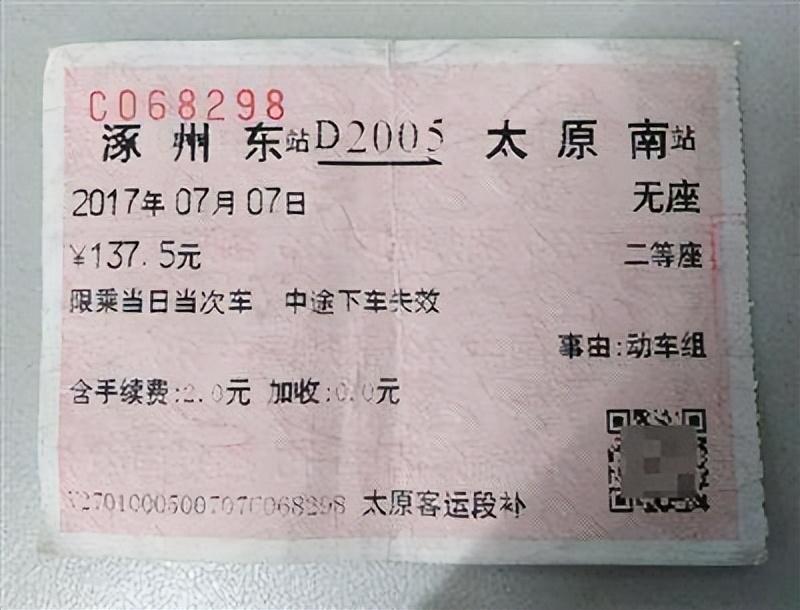 C068298
涿州东站 D2005 太原南站
2017年07月07日 无座
¥137.5元 二等座
限乘当日当次车 中途下车失效
事由:动车组
含手续费:2.0元 加收:0.0元
太原客运段补